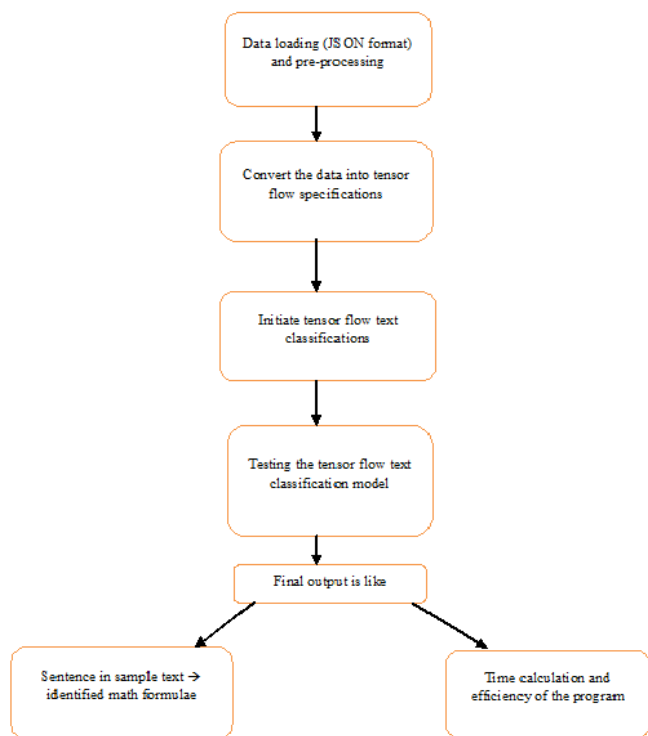 Data loading (JSON format)
and pre-processing
Convert the data into tensor
flow specifications
Initiate tensor flow text
classifications
Testing the tensor flow text
classification model
Final output is like
Sentence in sample text →
identified math formulae
Time calculation and
efficiency of the program